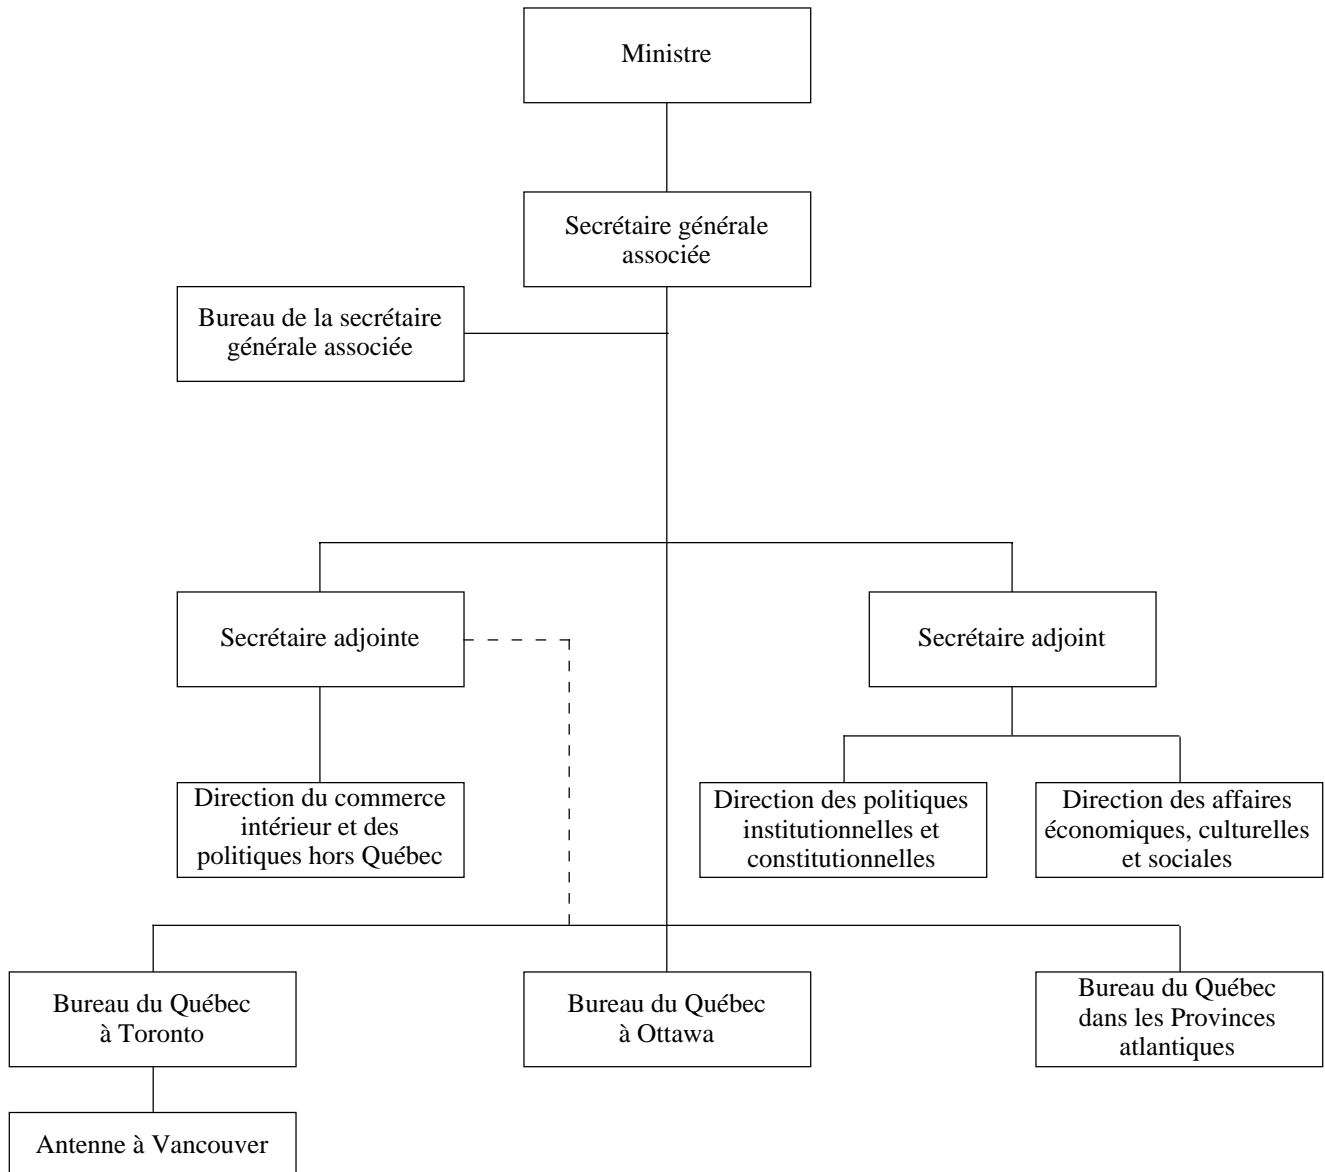 Ministre
Secrétaire générale
associée
Bureau de la secrétaire
générale associée
Secrétaire adjointe
Secrétaire adjoint
Direction du commerce
intérieur et des
politiques hors Québec
Direction des politiques
institutionnelles et
constitutionnelles
Direction des affaires
économiques, culturelles
et sociales
Bureau du Québec
à Toronto
Bureau du Québec
à Ottawa
Bureau du Québec
dans les Provinces
atlantiques
Antenne à Vancouver